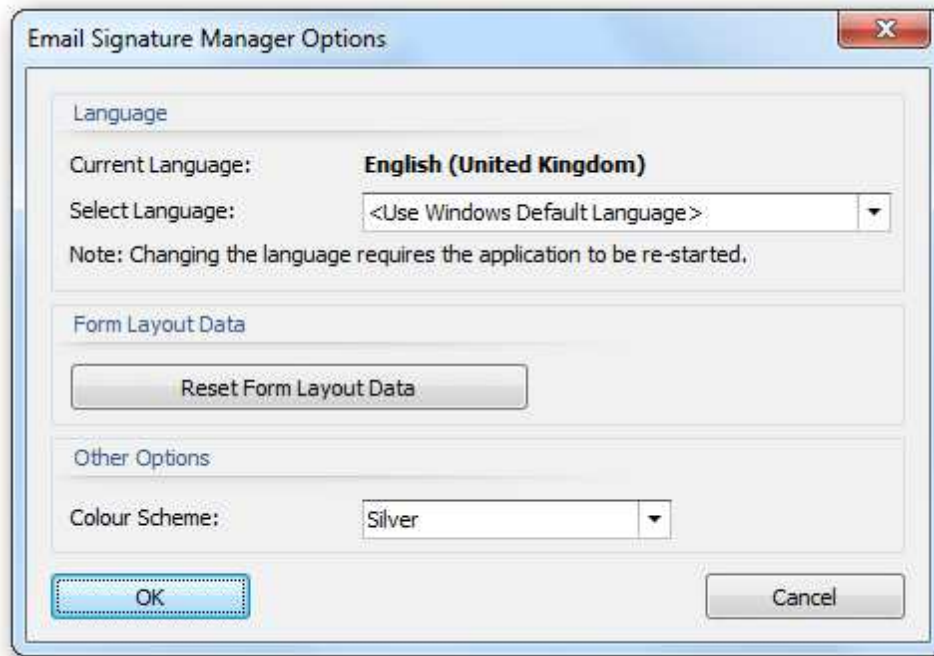 Email Signature Manager Options
Language
Current Language: English (United Kingdom)
Select Language: <Use Windows Default Language>
Note: Changing the language requires the application to be re-started.
Form Layout Data
Reset Form Layout Data
Other Options
Colour Scheme: Silver
OK Cancel